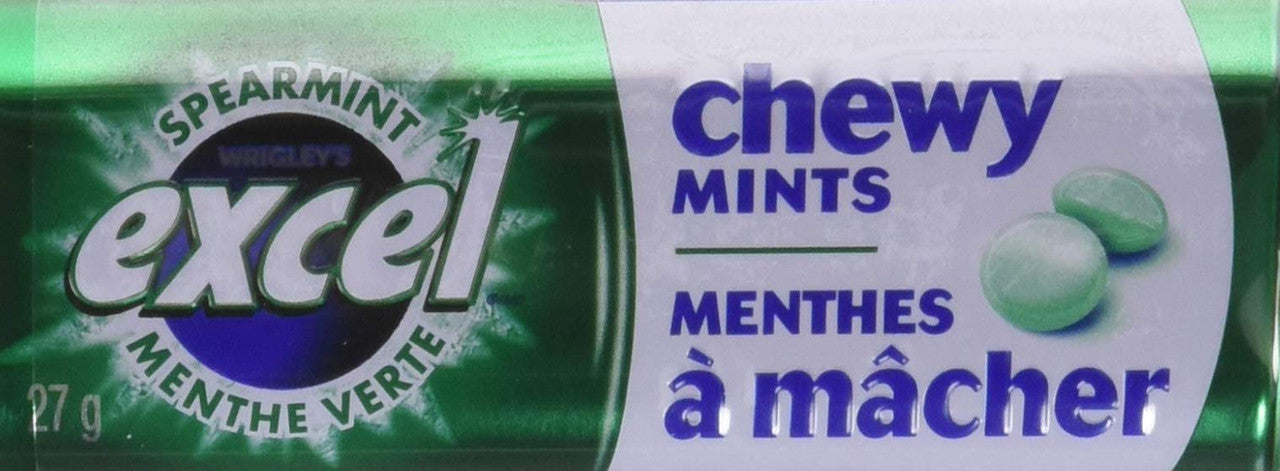 SPEARMINT
WRIGLEY'S
excel
MENTHE VERTE
27 g
chewy
MINTS
MENTHES
à mâcher